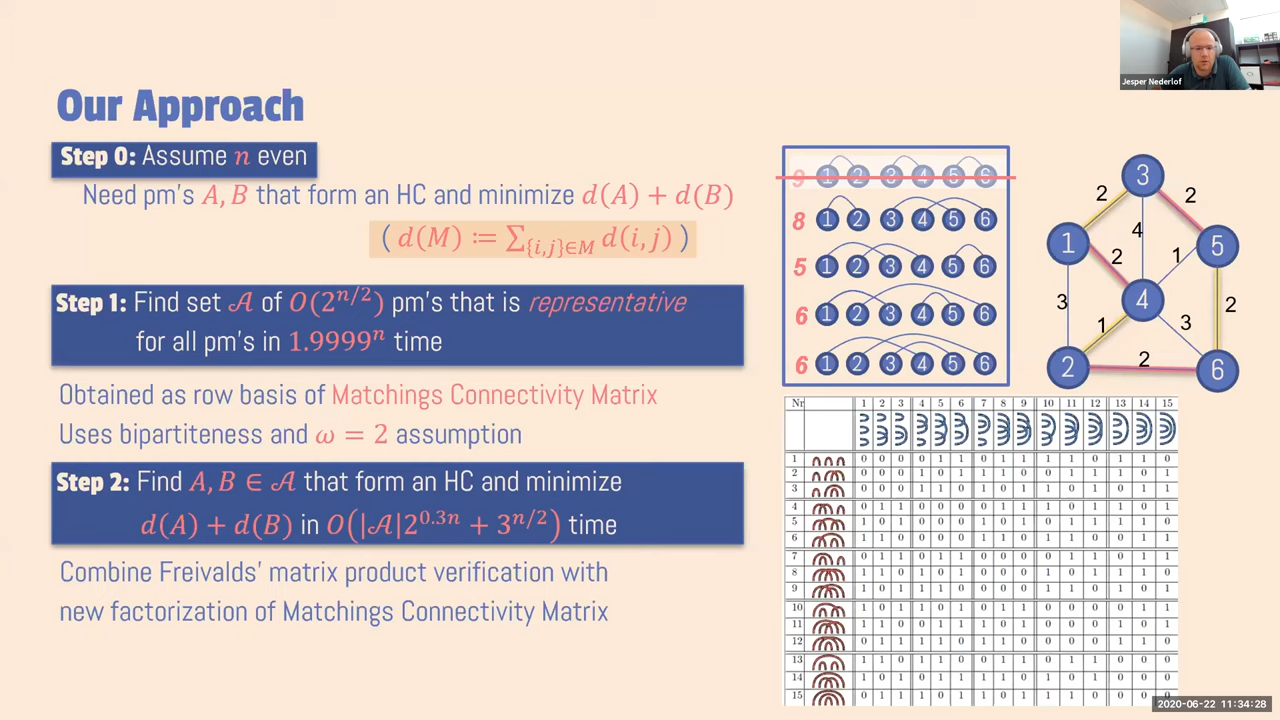 Jesper Nederlof
Our Approach
Step 0: Assume n even
Need pm's A, B that form an HC and minimize d(A) + d(B)
( d(M) ≔ ∑_{{i,j}∈M} d(i, j) )
Step 1: Find set 𝒜 of O(2^{n/2}) pm's that is representative
for all pm's in 1.9999^n time
Obtained as row basis of Matchings Connectivity Matrix
Uses bipartiteness and ω = 2 assumption
Step 2: Find A, B ∈ 𝒜 that form an HC and minimize
d(A) + d(B) in O(|𝒜|2^{0.3n} + 3^{n/2}) time
Combine Freivalds' matrix product verification with
new factorization of Matchings Connectivity Matrix
9 1 2 3 4 5 6
8 1 2 3 4 5 6
5 1 2 3 4 5 6
6 1 2 3 4 5 6
6 1 2 3 4 5 6
3
2 2
4
1 5
2 1
3 4 2
1 3
2
2 6
Nr 1 2 3 4 5 6 7 8 9 10 11 12 13 14 15
1
2
3
4
5
6
7
8
9
10
11
12
13
14
15
2020-06-22 11:34:28